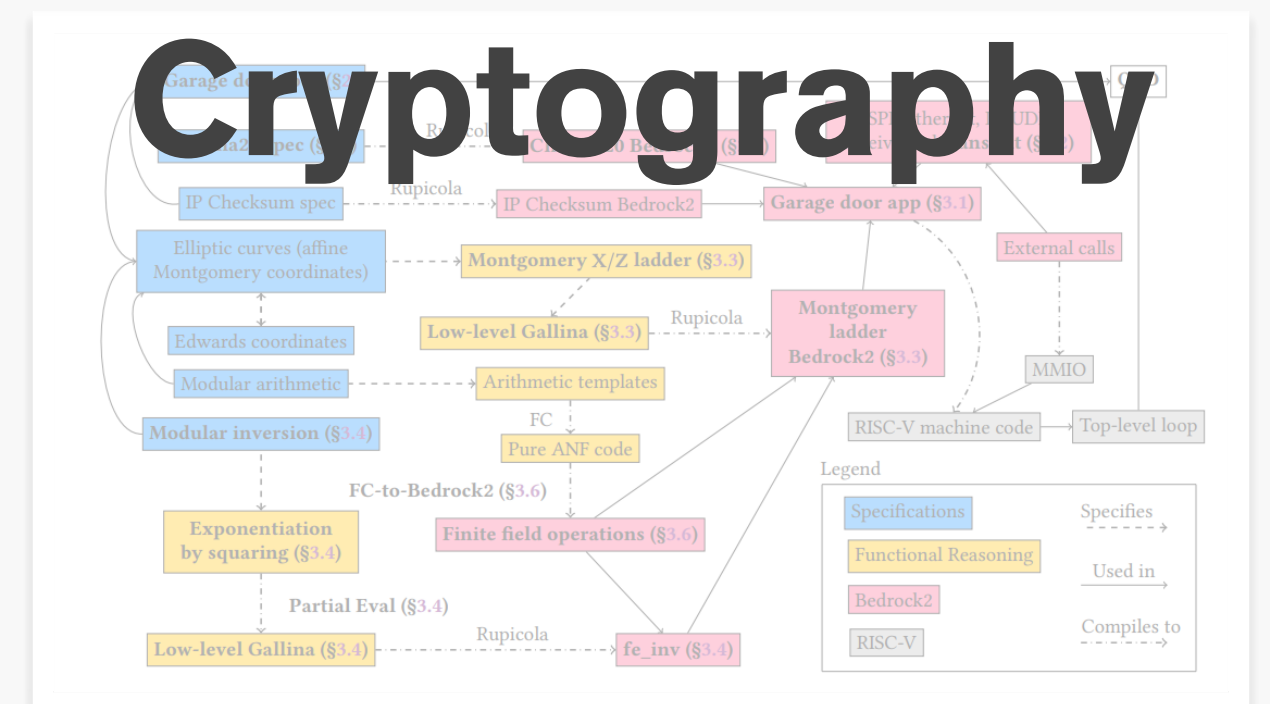 Cryptography
Garage do
Rupicol
IP Checksum spec
Rupicola
IP Checksum Bedrock2
Garage door app (§3.1)
Elliptic curves (affine
Montgomery coordinates)
Montgomery X/Z ladder (§3.3)
External calls
Low-level Gallina (§3.3)
Rupicola
Montgomery
ladder
Bedrock2 (§3.3)
Edwards coordinates
MMIO
Modular arithmetic
Arithmetic templates
FC
RISC-V machine code
Top-level loop
Modular inversion (§3.4)
Pure ANF code
FC-to-Bedrock2 (§3.6)
Exponentiation
by squaring (§3.4)
Finite field operations (§3.6)
Partial Eval (§3.4)
Low-level Gallina (§3.4)
Rupicola
fe_inv (§3.4)
Legend
Specifications
Specifies
Functional Reasoning
Used in
Bedrock2
Compiles to
RISC-V